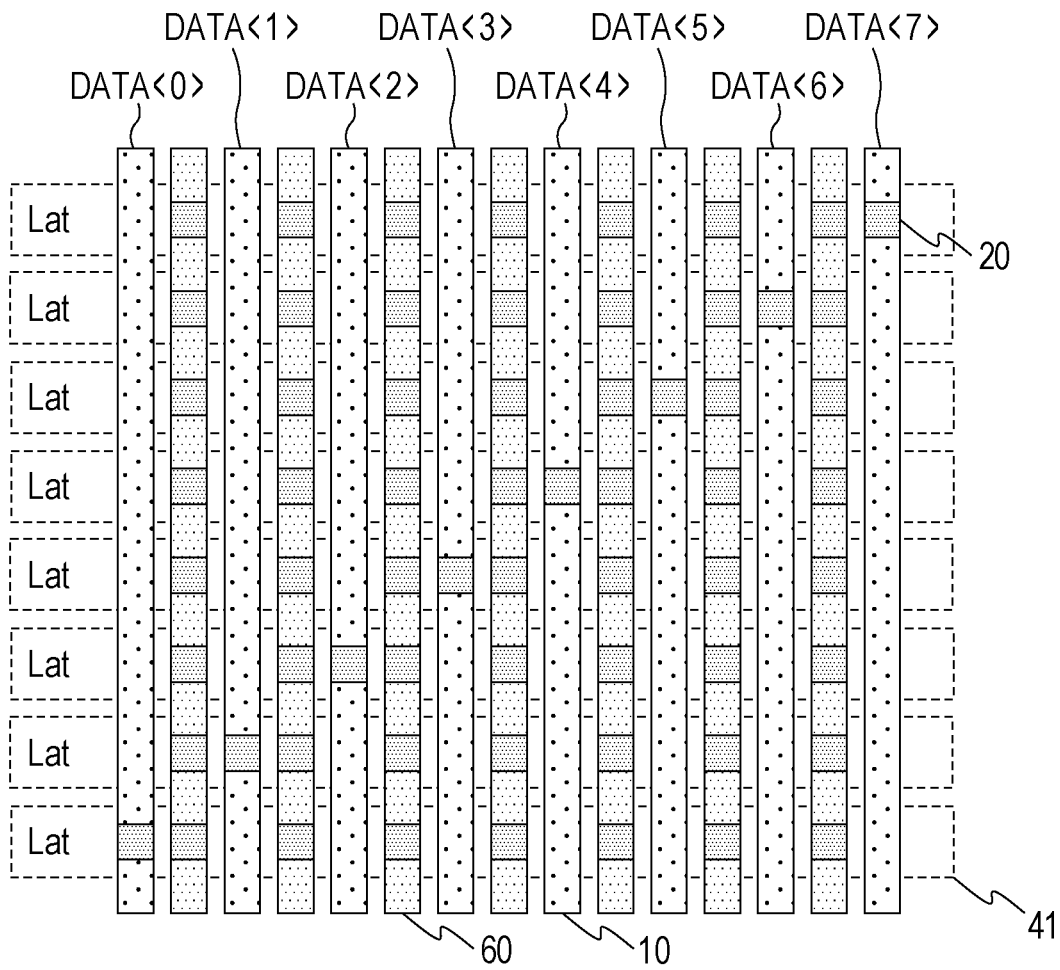 DATA<1> DATA<3> DATA<5> DATA<7>
DATA<0> DATA<2> DATA<4> DATA<6>
Lat
20
Lat
Lat
Lat
Lat
Lat
Lat
Lat
41
60 10